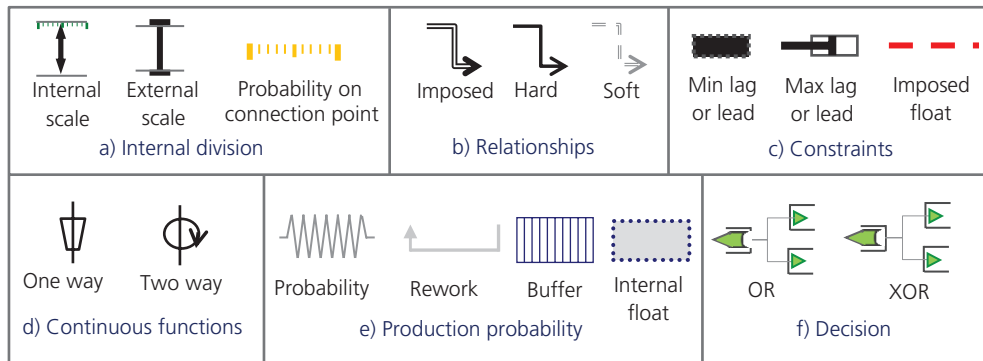 Internal
scale
External
scale
Probability on
connection point
a) Internal division
Imposed
Hard
Soft
b) Relationships
Min lag
or lead
Max lag
or lead
Imposed
float
c) Constraints
One way
Two way
d) Continuous functions
Probability
Rework
Buffer
Internal
float
e) Production probability
OR
XOR
f) Decision